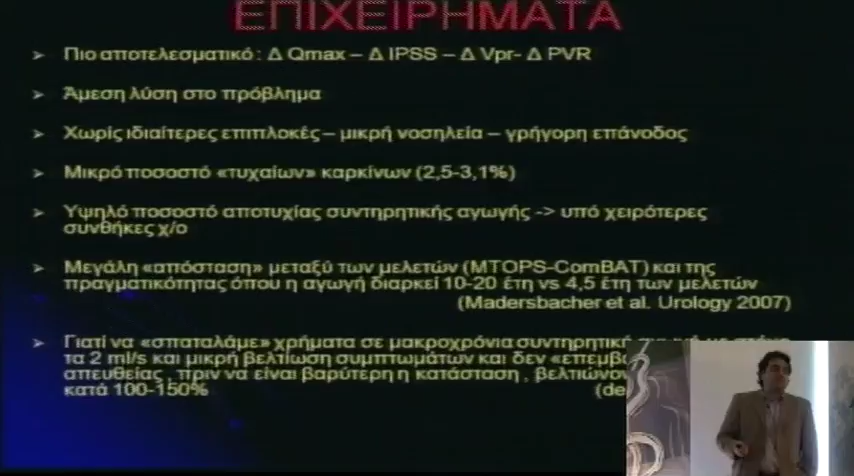 ΕΠΙΧΕΙΡΗΜΑΤΑ
➢ Πιο αποτελεσματικό : Δ Qmax – Δ IPSS – Δ Vpr- Δ PVR
➢ Άμεση λύση στο πρόβλημα
➢ Χωρίς ιδιαίτερες επιπλοκές – μικρή νοσηλεία – γρήγορη επάνοδος
➢ Μικρό ποσοστό «τυχαίων» καρκίνων (2,5-3,1%)
➢ Υψηλό ποσοστό αποτυχίας συντηρητικής αγωγής -> υπό χειρότερες
συνθήκες χ/ο
➢ Μεγάλη «απόσταση» μεταξύ των μελετών (MTOPS-ComBAT) και της
πραγματικότητας όπου η αγωγή διαρκεί 10-20 έτη vs 4,5 έτη των μελετών
(Madersbacher et al. Urology 2007)
➢ Γιατί να «σπαταλάμε» χρήματα σε μακροχρόνια συντηρητική
τα 2 ml/s και μικρή βελτίωση συμπτωμάτων και δεν «επεμβ
απευθείας , πριν να είναι βαρύτερη η κατάσταση , βελτιώνον
κατά 100-150% (de